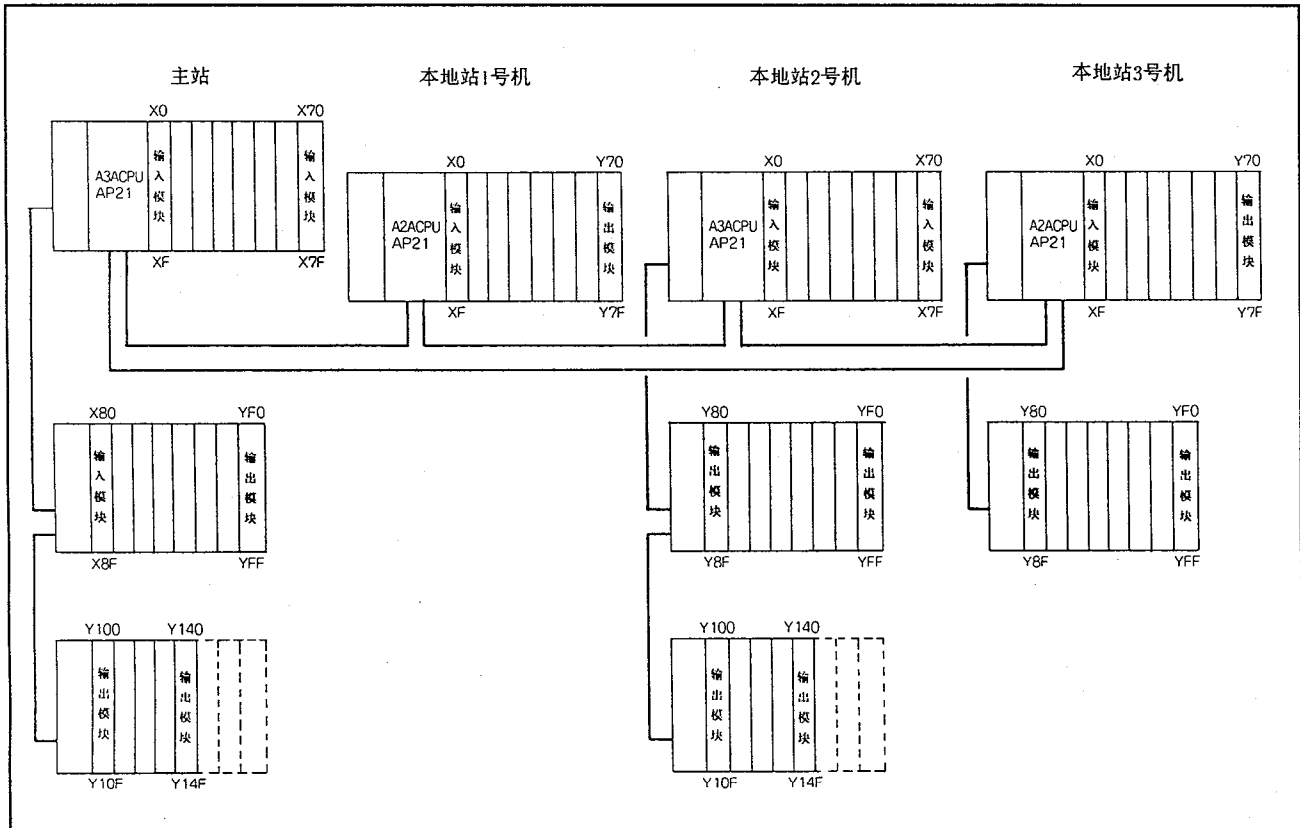 主站
本地站1号机
本地站2号机
本地站3号机
X0
X70
A3ACPU
AP21
输入模块
输入模块
XF
X7F
X0
Y70
A2ACPU
AP21
输入模块
输出模块
XF
Y7F
X0
X70
A3ACPU
AP21
输入模块
输入模块
XF
X7F
X0
Y70
A2ACPU
AP21
输入模块
输出模块
XF
Y7F
X80
YF0
输入模块
输出模块
X8F
YFF
Y80
YF0
输出模块
输出模块
Y8F
YFF
Y80
YF0
输出模块
输出模块
Y8F
YFF
Y100
Y140
输出模块
输出模块
Y10F
Y14F
Y100
Y140
输出模块
输出模块
Y10F
Y14F